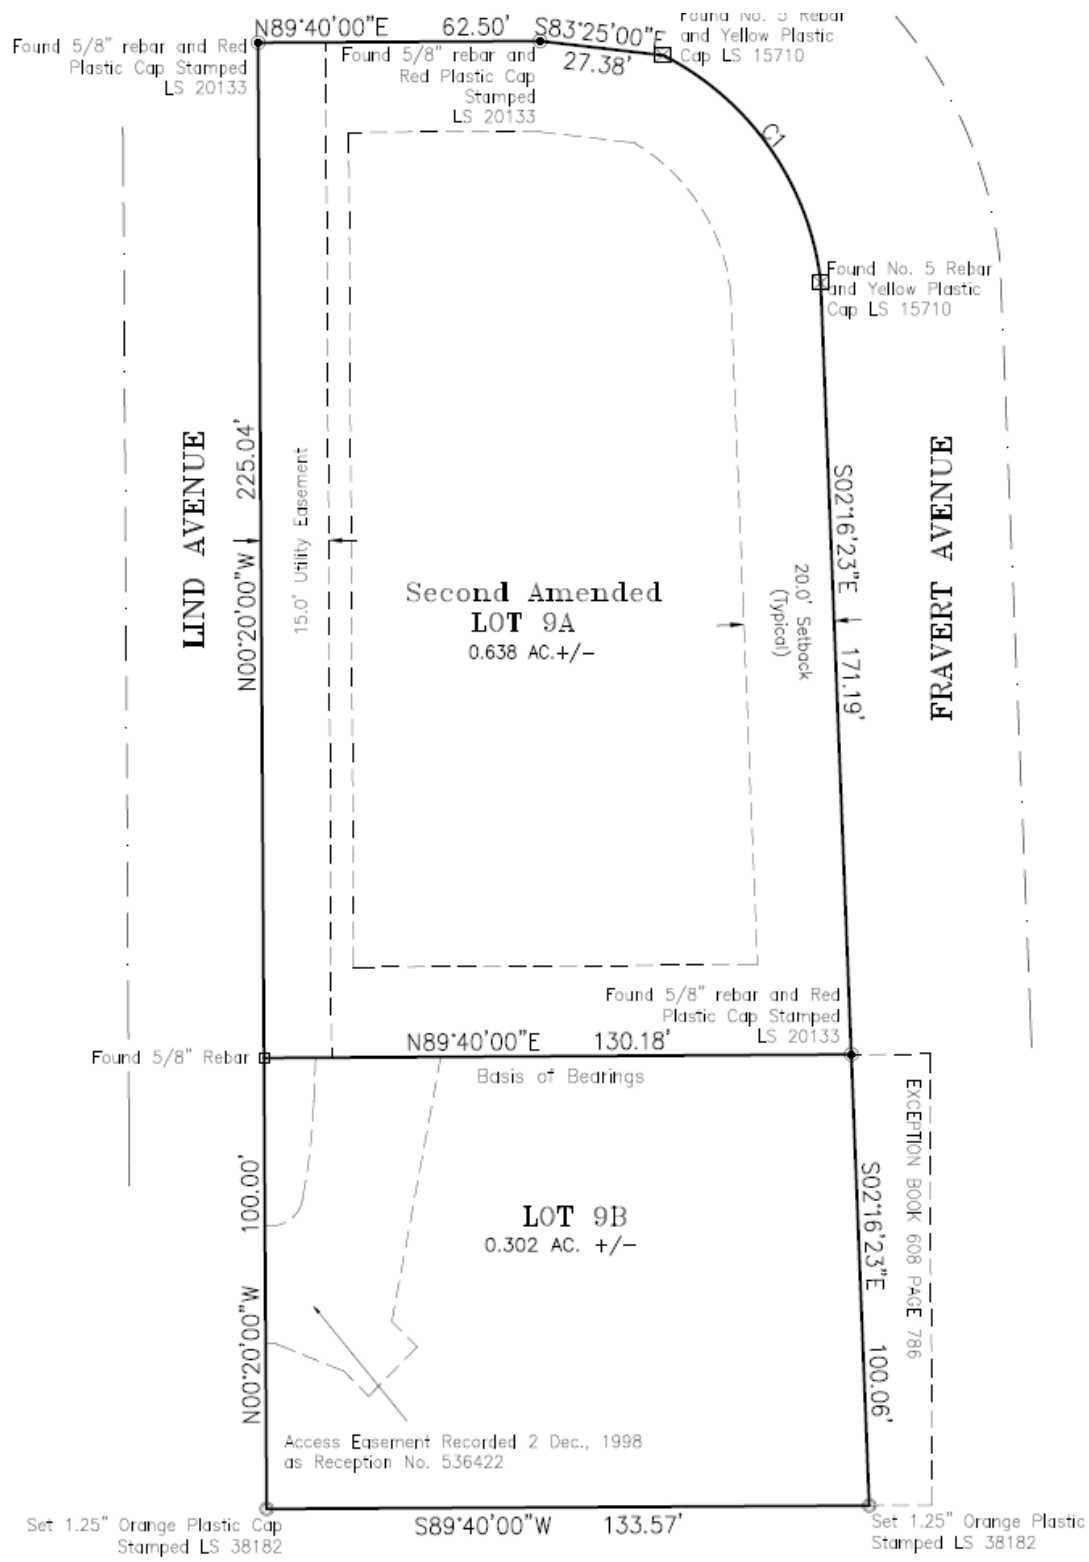 N89°40'00"E 62.50' S83°25'00"E
27.38'
Found No. 5 Rebar
and Yellow Plastic
Cap LS 15710
Found 5/8" rebar and Red
Plastic Cap Stamped
LS 20133
Found 5/8" rebar and
Red Plastic Cap
Stamped
LS 20133
C1
Found No. 5 Rebar
and Yellow Plastic
Cap LS 15710
LIND AVENUE
N00°20'00"W 225.04'
15.0' Utility Easement
Second Amended
LOT 9A
0.638 AC.+/-
20.0' Setback
(Typical)
S02°16'23"E 171.19'
FRAVERT AVENUE
Found 5/8" rebar and Red
Plastic Cap Stamped
LS 20133
Found 5/8" Rebar
N89°40'00"E 130.18'
Basis of Bearings
N00°20'00"W 100.00'
LOT 9B
0.302 AC. +/-
S02°16'23"E 100.06'
EXCEPTION BOOK 608 PAGE 786
Access Easement Recorded 2 Dec., 1998
as Reception No. 536422
Set 1.25" Orange Plastic Cap
Stamped LS 38182
S89°40'00"W 133.57'
Set 1.25" Orange Plastic
Stamped LS 38182